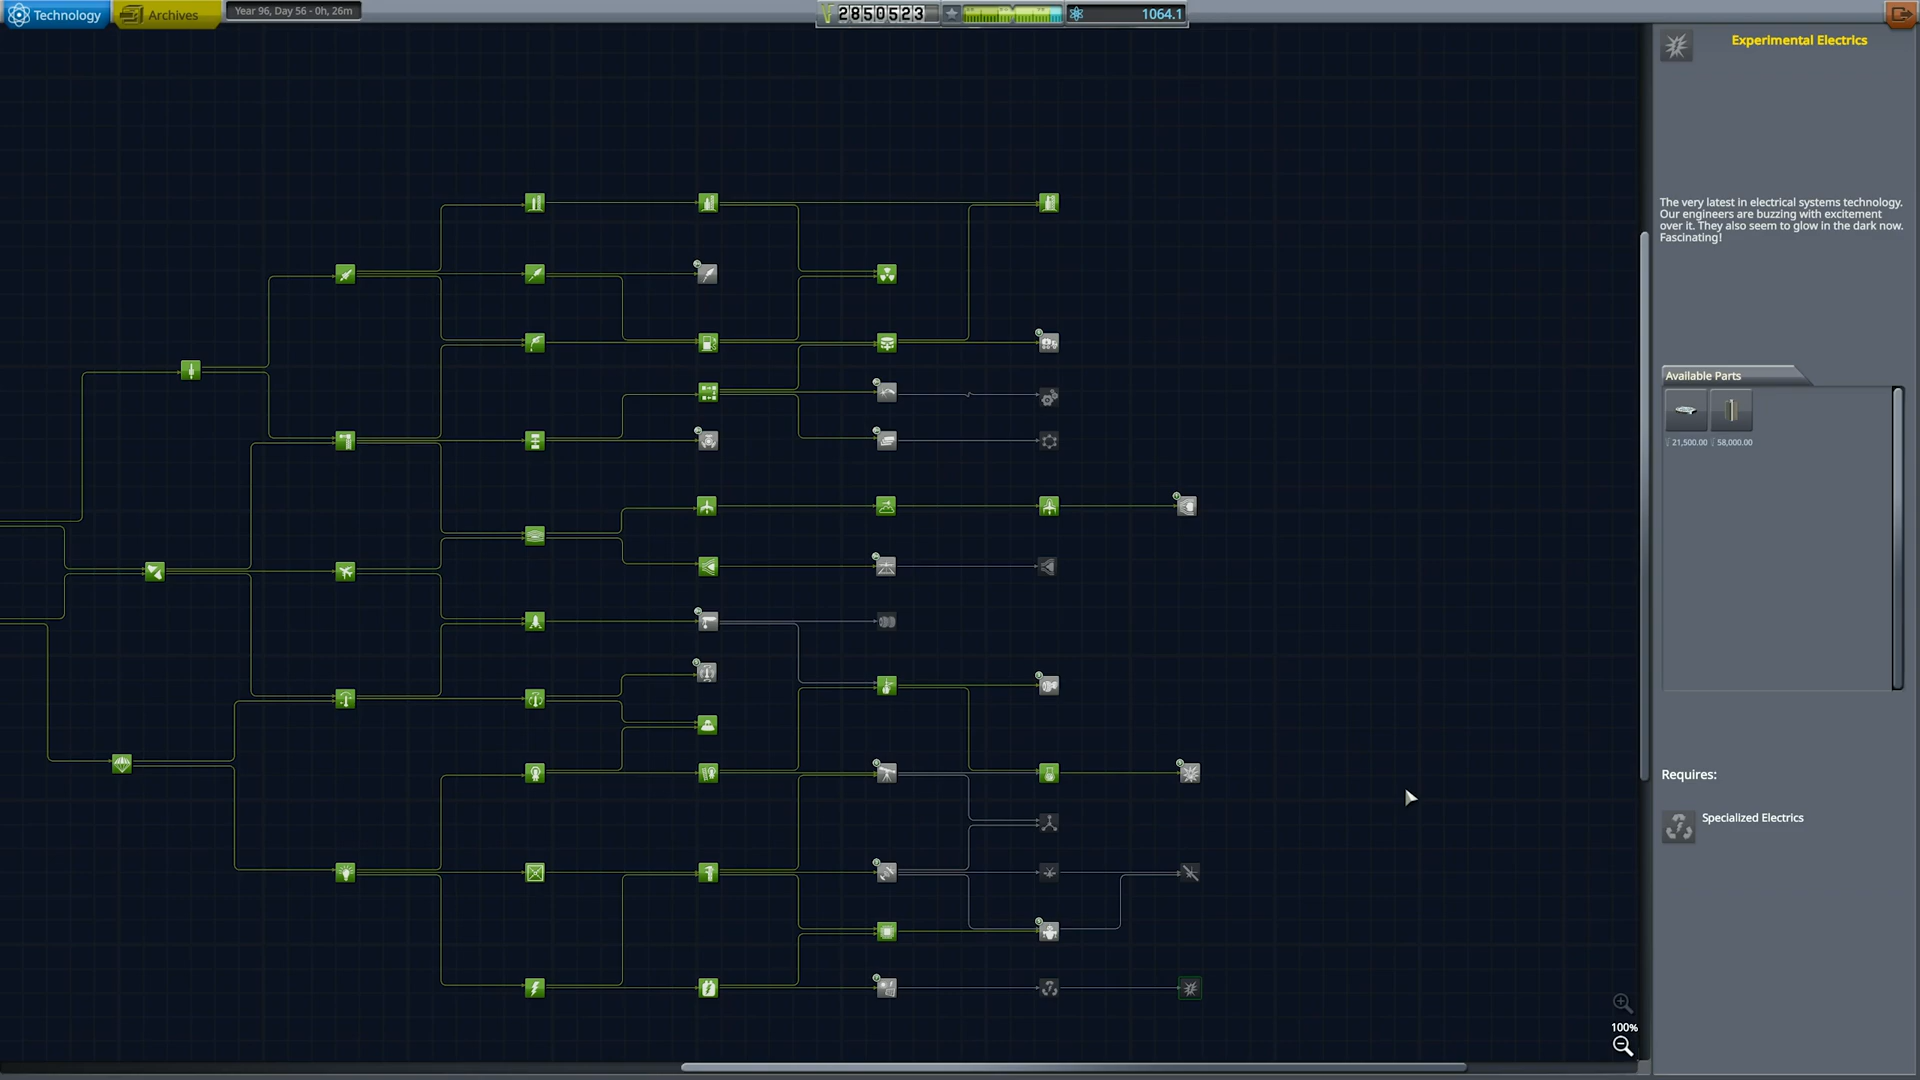 Technology
Archives
Year 96, Day 56 - 0h, 26m
2850523
1064.1
Experimental Electrics
The very latest in electrical systems technology.
Our engineers are buzzing with excitement
over it. They also seem to glow in the dark now.
Fascinating!
Available Parts
21,500.00
58,000.00
Requires:
Specialized Electrics
100%